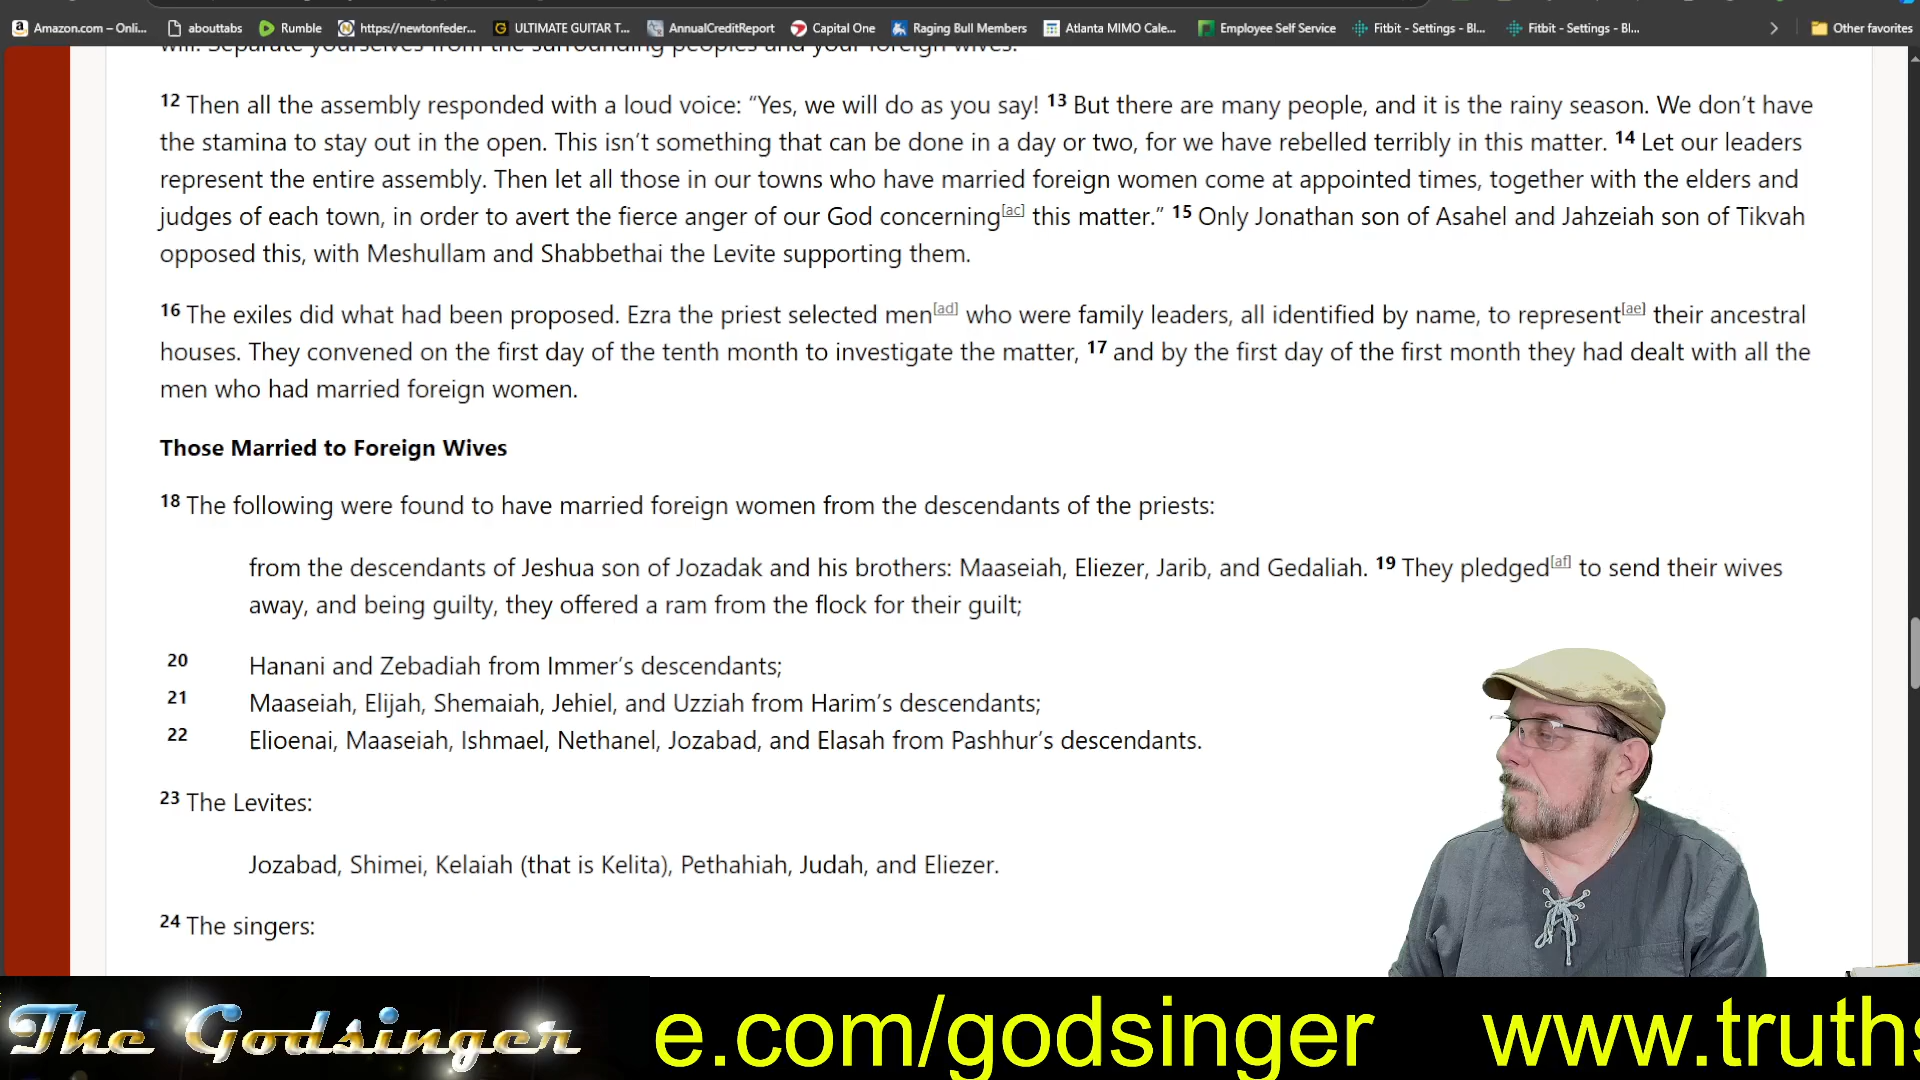 Amazon.com – Onli...
abouttabs
Rumble
https://newtonfeder...
ULTIMATE GUITAR T...
AnnualCreditReport
Capital One
Raging Bull Members
Atlanta MIMO Cale...
Employee Self Service
Fitbit - Settings - Bl...
Fitbit - Settings - Bl...
Other favorites
will. Separate yourselves from the surrounding peoples and your foreign wives.”
12 Then all the assembly responded with a loud voice: “Yes, we will do as you say! 13 But there are many people, and it is the rainy season. We don’t have
the stamina to stay out in the open. This isn’t something that can be done in a day or two, for we have rebelled terribly in this matter. 14 Let our leaders
represent the entire assembly. Then let all those in our towns who have married foreign women come at appointed times, together with the elders and
judges of each town, in order to avert the fierce anger of our God concerning[ac] this matter.” 15 Only Jonathan son of Asahel and Jahzeiah son of Tikvah
opposed this, with Meshullam and Shabbethai the Levite supporting them.
16 The exiles did what had been proposed. Ezra the priest selected men[ad] who were family leaders, all identified by name, to represent[ae] their ancestral
houses. They convened on the first day of the tenth month to investigate the matter, 17 and by the first day of the first month they had dealt with all the
men who had married foreign women.
Those Married to Foreign Wives
18 The following were found to have married foreign women from the descendants of the priests:
from the descendants of Jeshua son of Jozadak and his brothers: Maaseiah, Eliezer, Jarib, and Gedaliah. 19 They pledged[af] to send their wives
away, and being guilty, they offered a ram from the flock for their guilt;
20 Hanani and Zebadiah from Immer’s descendants;
21 Maaseiah, Elijah, Shemaiah, Jehiel, and Uzziah from Harim’s descendants;
22 Elioenai, Maaseiah, Ishmael, Nethanel, Jozabad, and Elasah from Pashhur’s descendants.
23 The Levites:
Jozabad, Shimei, Kelaiah (that is Kelita), Pethahiah, Judah, and Eliezer.
24 The singers:
The Godsinger
e.com/godsinger www.truths